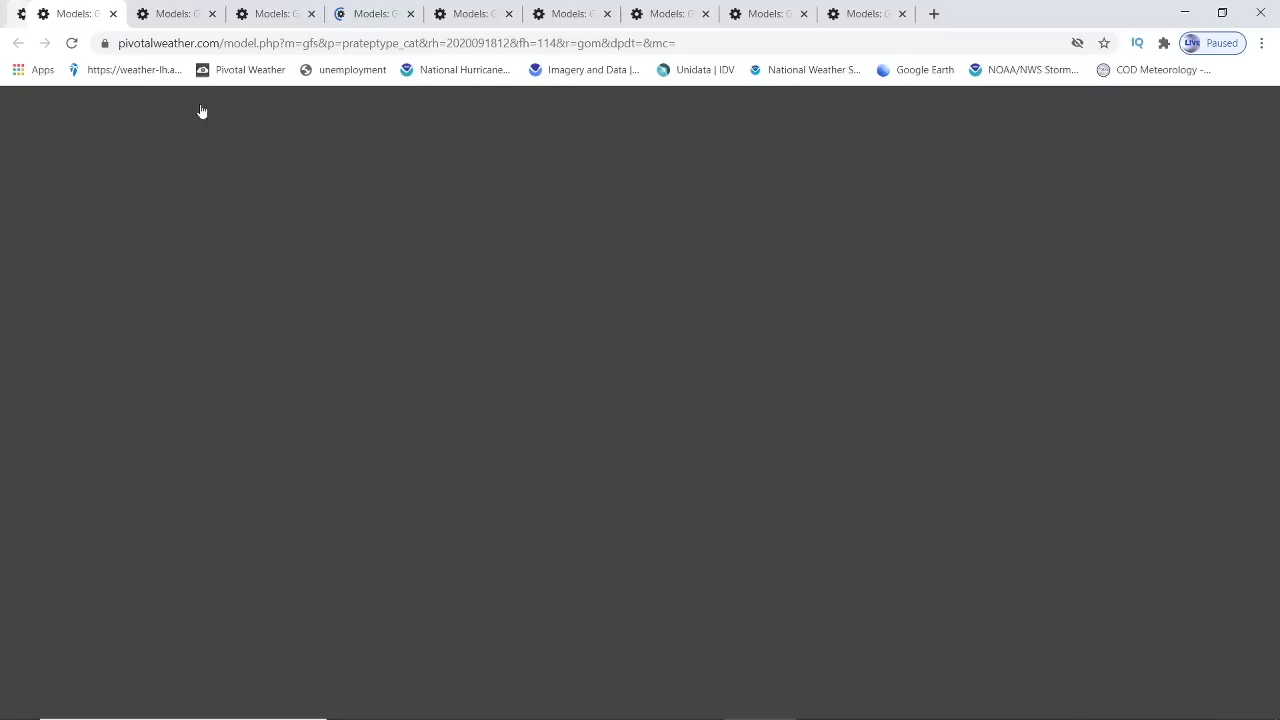 Models: G Models: G Models: G Models: G Models: G Models: G Models: G Models: G Models: G
pivotalweather.com/model.php?m=gfs&p=prateptype_cat&rh=2020091812&fh=114&r=gom&dpdt=&mc=
IQ LIVE Paused
Apps https://weather-lh.a... Pivotal Weather unemployment National Hurricane... Imagery and Data |... Unidata | IDV National Weather S... Google Earth NOAA/NWS Storm... COD Meteorology -...